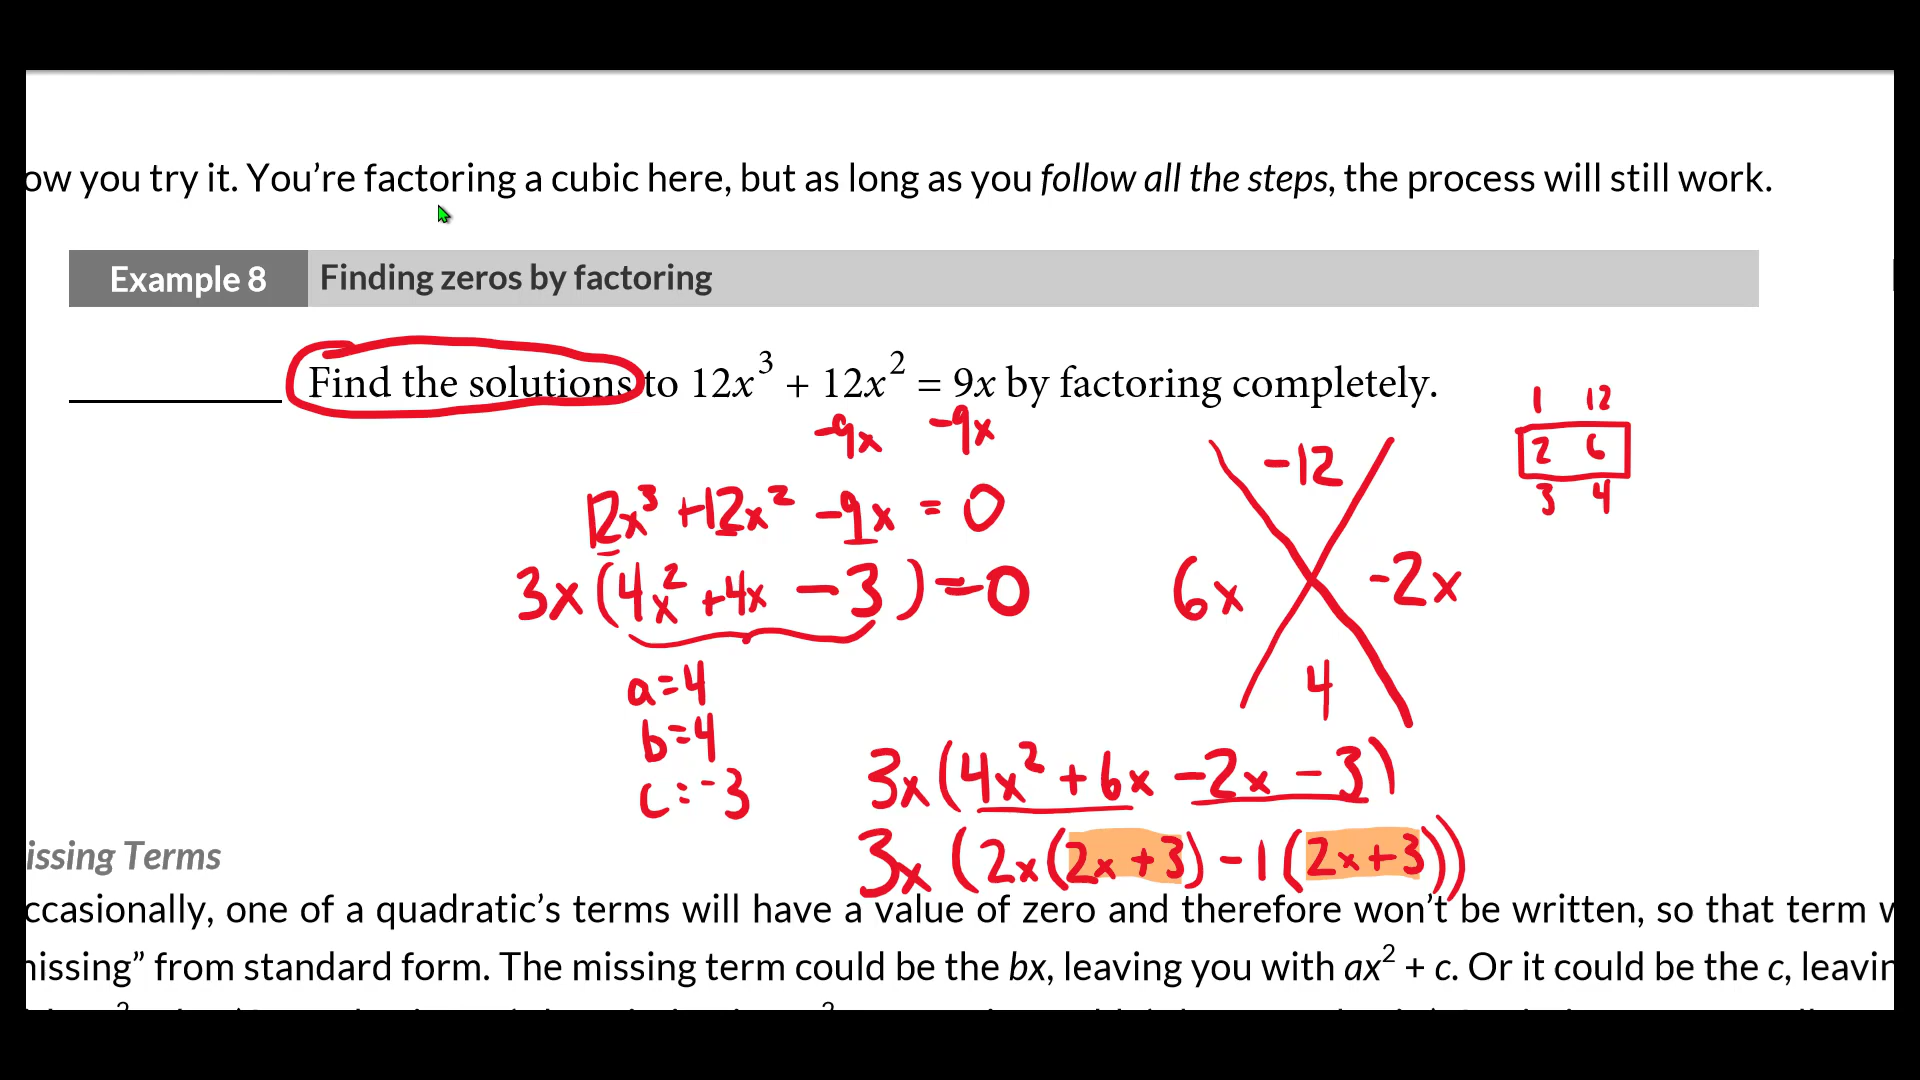 ow you try it. You’re factoring a cubic here, but as long as you follow all the steps, the process will still work.
Example 8 Finding zeros by factoring
Find the solutions to 12x³ + 12x² = 9x by factoring completely.
-9x -9x
1 12
2 6
3 4
-12
12x³ +12x² -9x = 0
3x(4x² +4x -3) = 0
6x -2x
4
a=4
b=4
c=-3
3x(4x² + 6x -2x -3)
3x(2x(2x+3) -1(2x+3))
issing Terms
ccasionally, one of a quadratic’s terms will have a value of zero and therefore won’t be written, so that term
issing” from standard form. The missing term could be the bx, leaving you with ax² + c. Or it could be the c, leavin